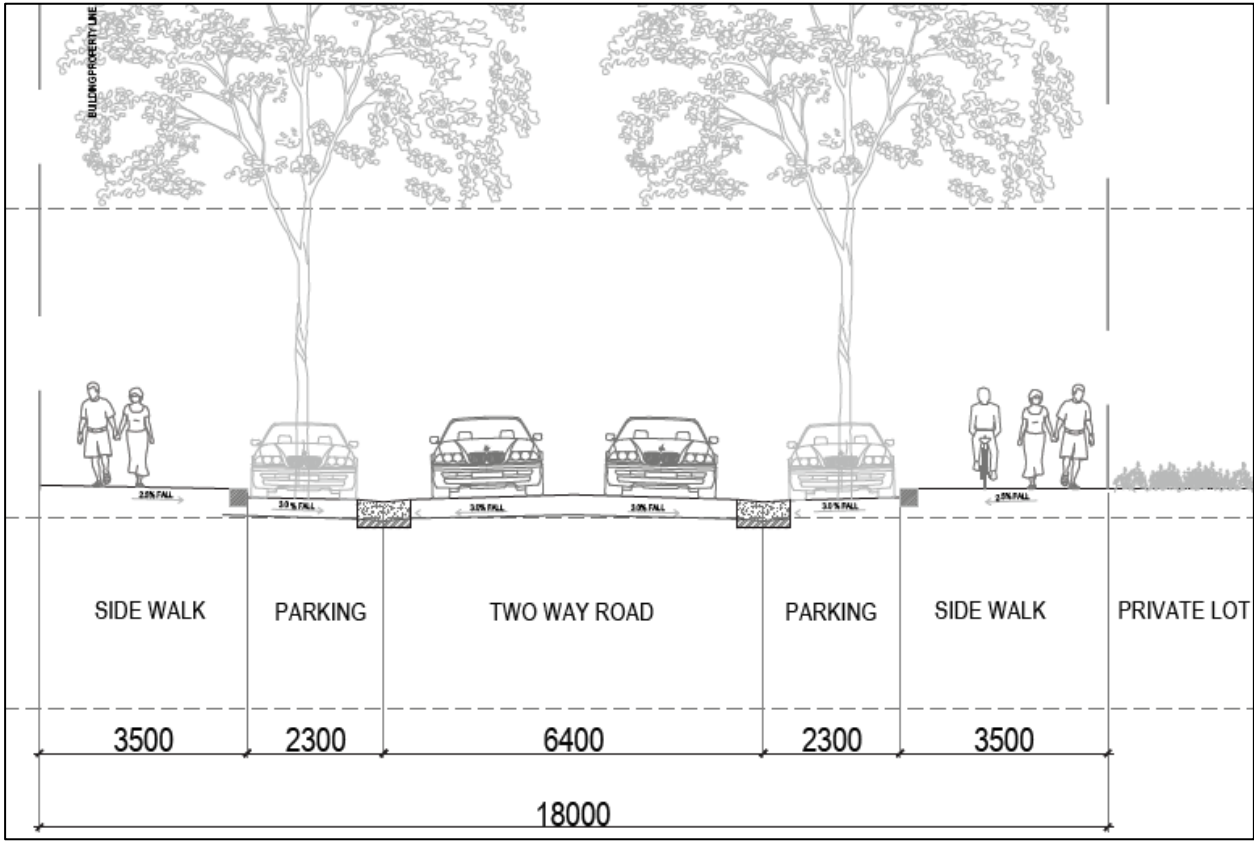 BUILDING PROPERTY LINE
2.5% FALL
3.0 % FALL
3.0% FALL
3.0% FALL
3.0 % FALL
2.5% FALL
SIDE WALK
PARKING
TWO WAY ROAD
PARKING
SIDE WALK
PRIVATE LOT
3500
2300
6400
2300
3500
18000